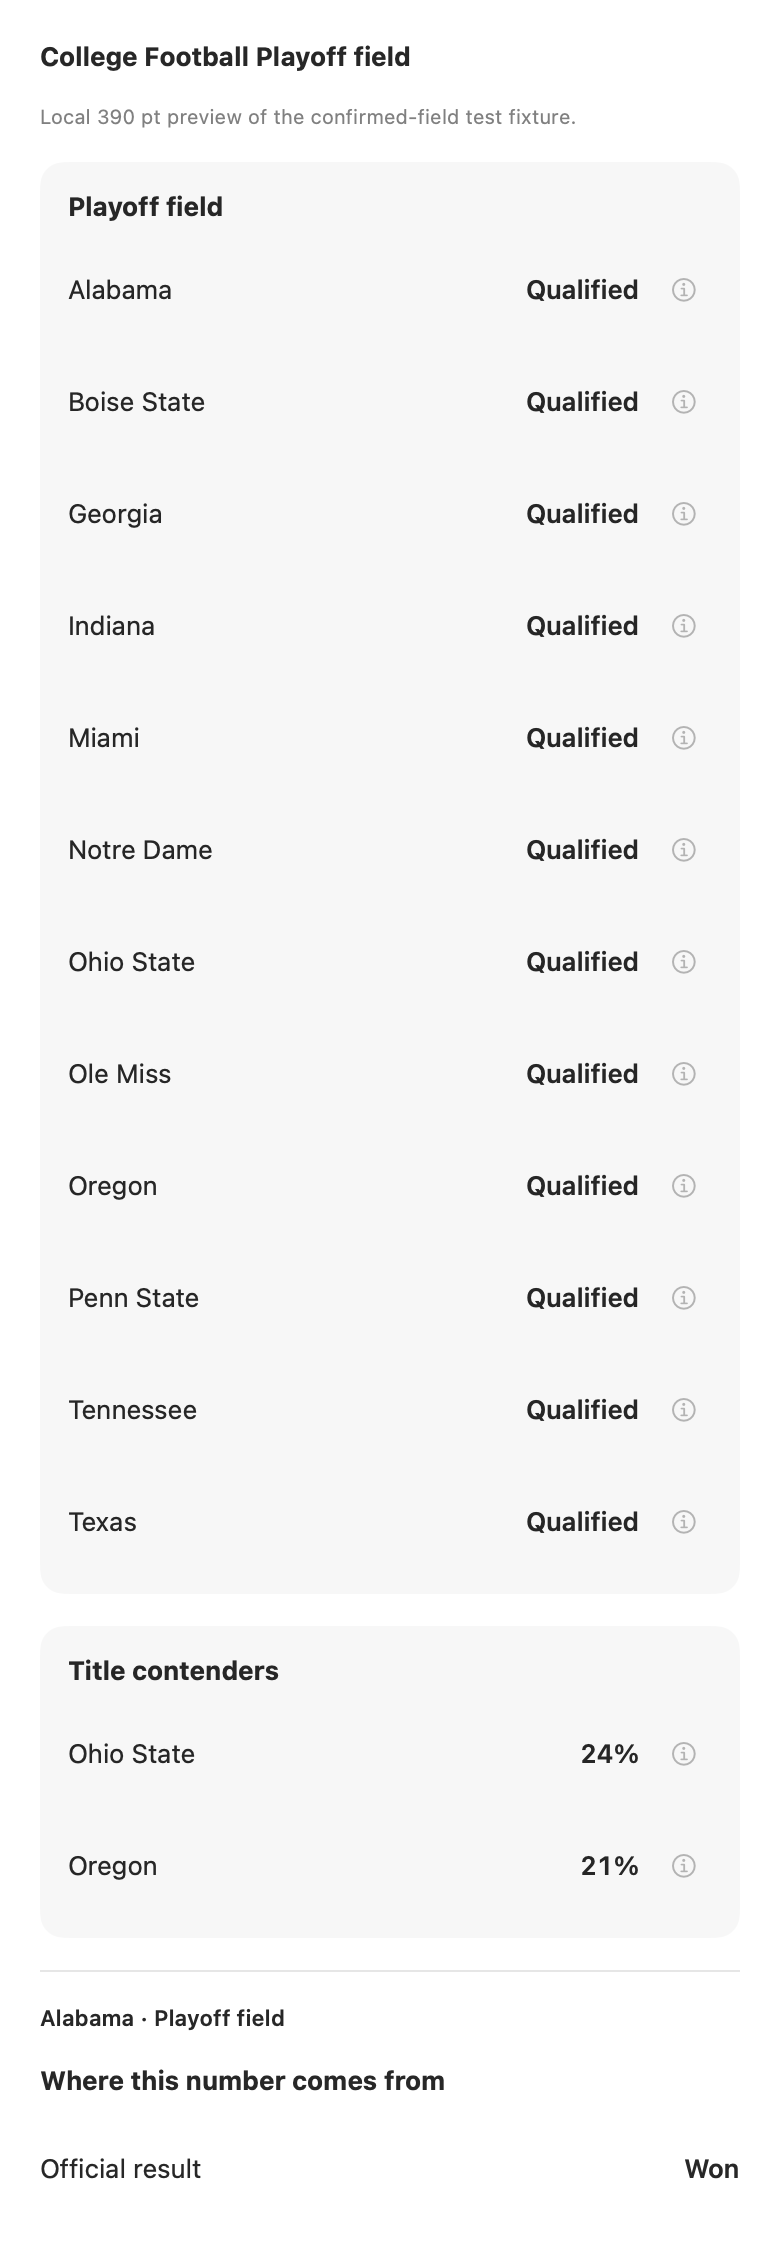 College Football Playoff field
Local 390 pt preview of the confirmed-field test fixture.
Playoff field
Alabama Qualified
Boise State Qualified
Georgia Qualified
Indiana Qualified
Miami Qualified
Notre Dame Qualified
Ohio State Qualified
Ole Miss Qualified
Oregon Qualified
Penn State Qualified
Tennessee Qualified
Texas Qualified
Title contenders
Ohio State 24%
Oregon 21%
Alabama · Playoff field
Where this number comes from
Official result Won